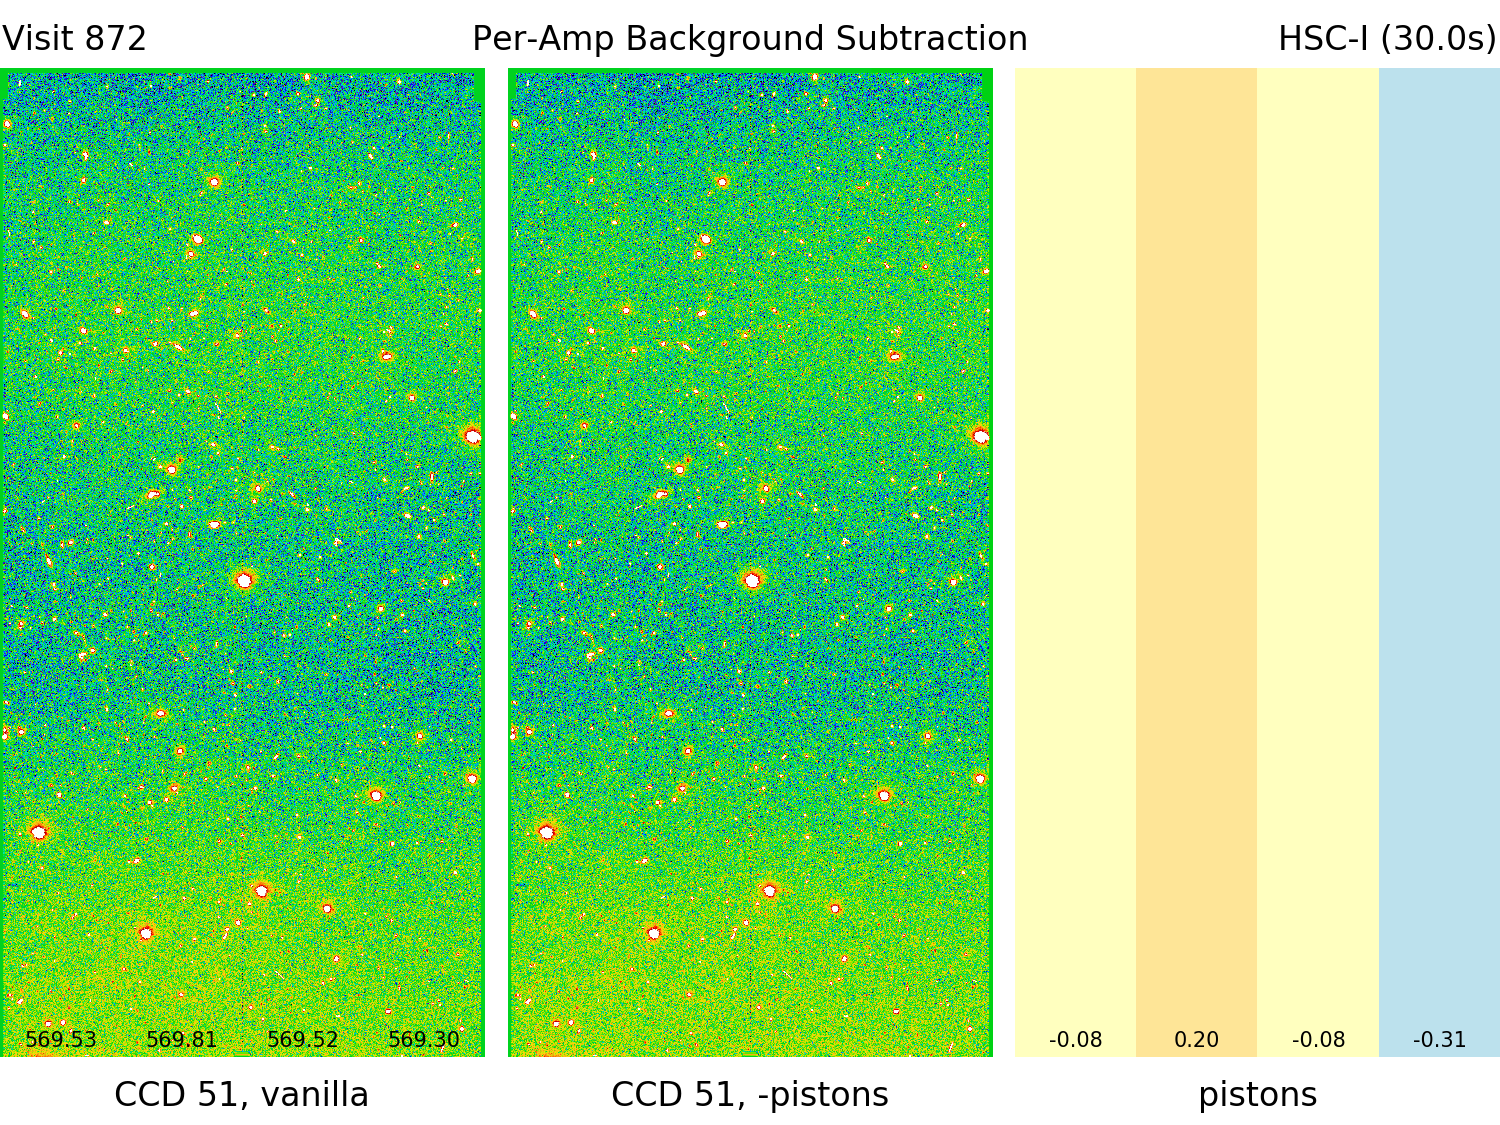 Visit 872 Per-Amp Background Subtraction HSC-I (30.0s)
569.53 569.81 569.52 569.30 -0.08 0.20 -0.08 -0.31
CCD 51, vanilla CCD 51, -pistons pistons